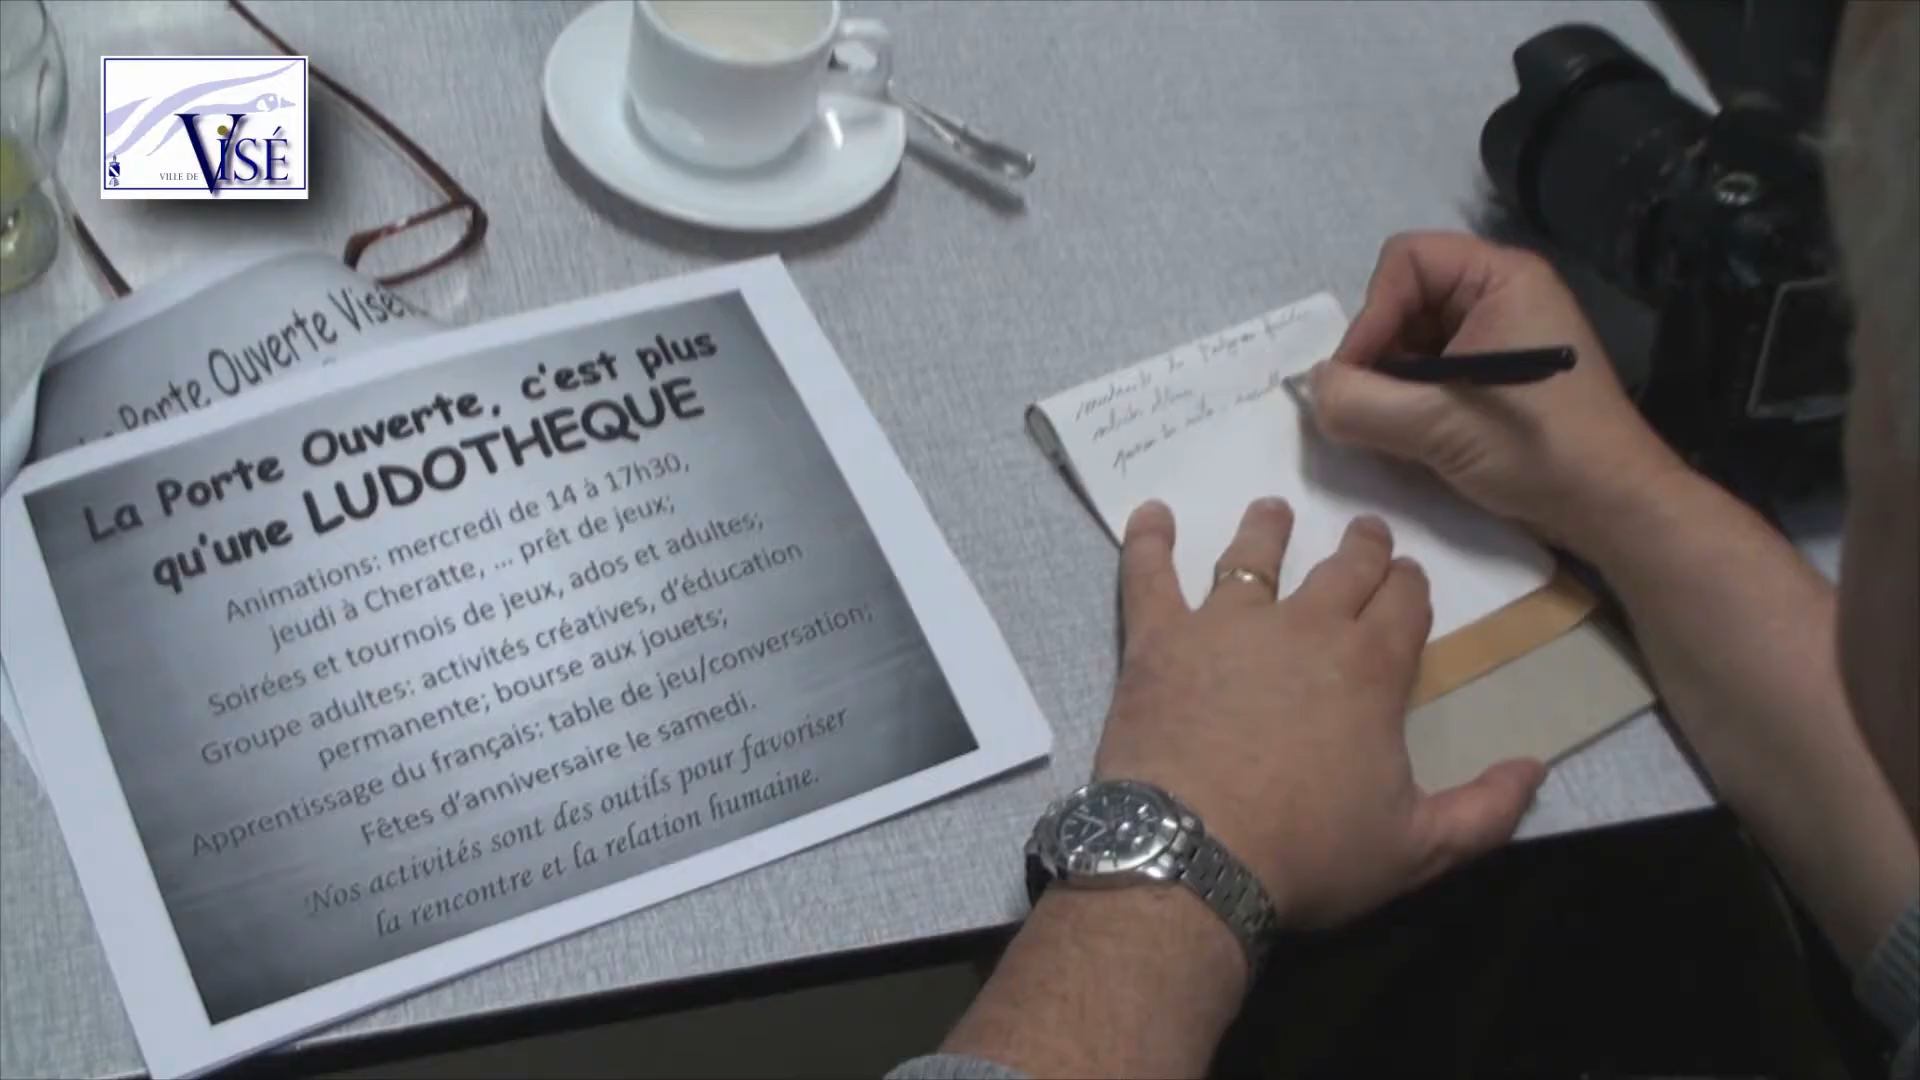 VILLE DE VISÉ
La Porte Ouverte Visé,
La Porte Ouverte, c'est plus
qu'une LUDOTHEQUE
Animations: mercredi de 14 à 17h30,
jeudi à Cheratte, ... prêt de jeux;
Soirées et tournois de jeux, ados et adultes;
Groupe adultes: activités créatives, d'éducation
permanente; bourse aux jouets;
Apprentissage du français: table de jeu/conversation;
Fêtes d'anniversaire le samedi.
Nos activités sont des outils pour favoriser
la rencontre et la relation humaine.